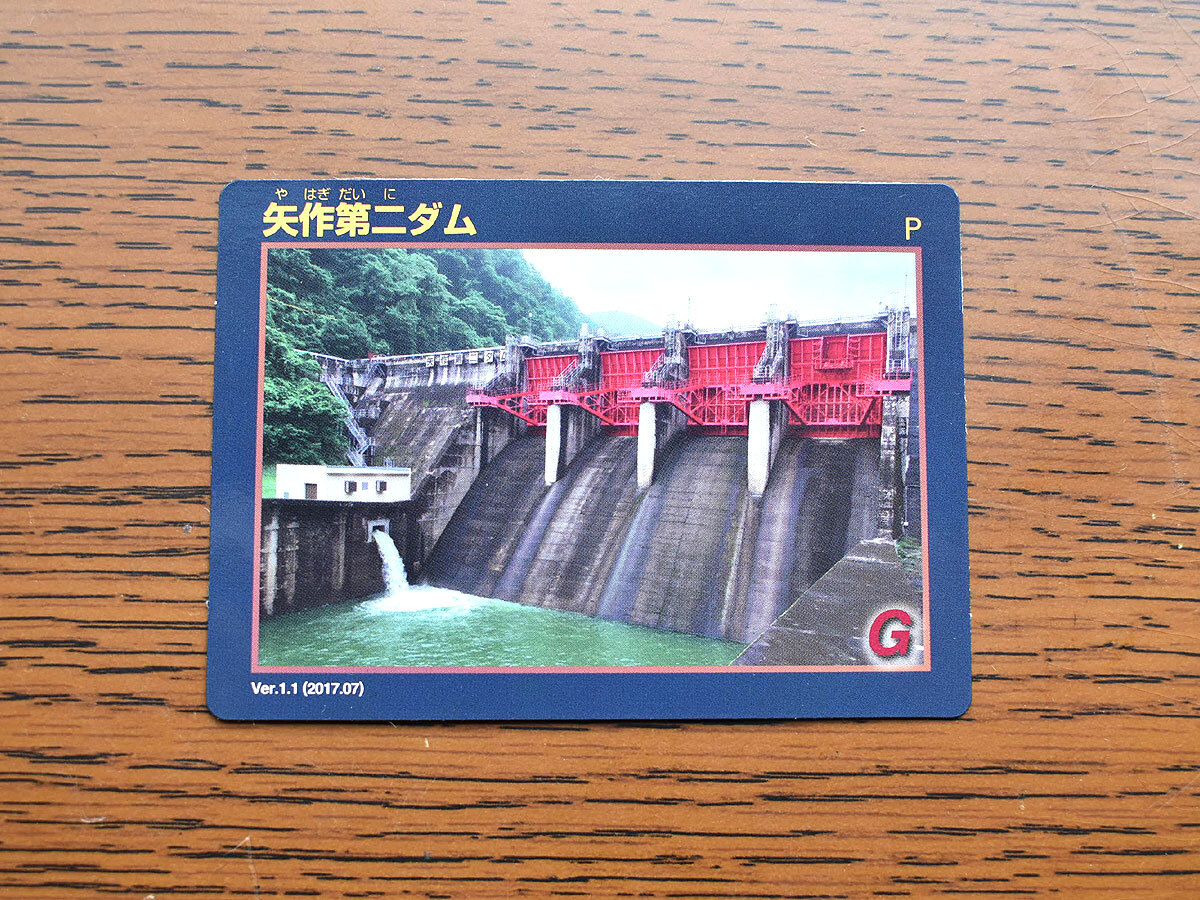 や はぎ だい に
矢作第二ダム
P
G
Ver.1.1 (2017.07)